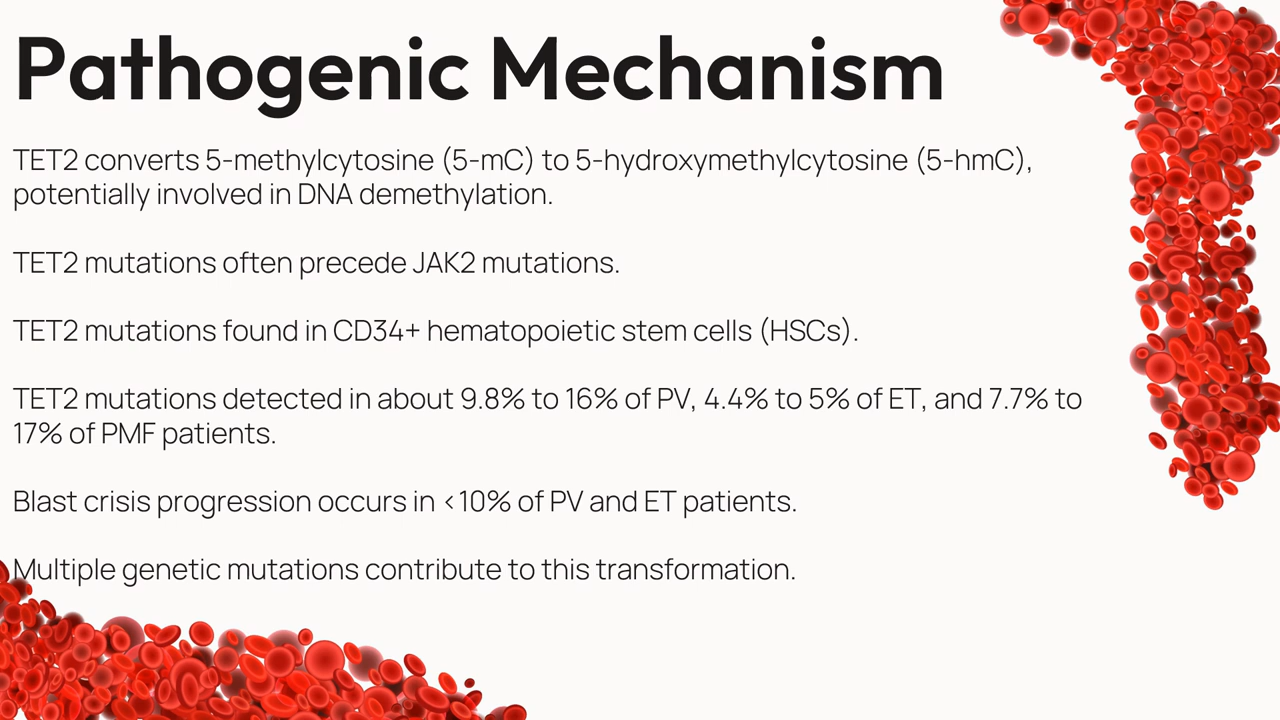 Pathogenic Mechanism
TET2 converts 5-methylcytosine (5-mC) to 5-hydroxymethylcytosine (5-hmC),
potentially involved in DNA demethylation.
TET2 mutations often precede JAK2 mutations.
TET2 mutations found in CD34+ hematopoietic stem cells (HSCs).
TET2 mutations detected in about 9.8% to 16% of PV, 4.4% to 5% of ET, and 7.7% to
17% of PMF patients.
Blast crisis progression occurs in <10% of PV and ET patients.
Multiple genetic mutations contribute to this transformation.